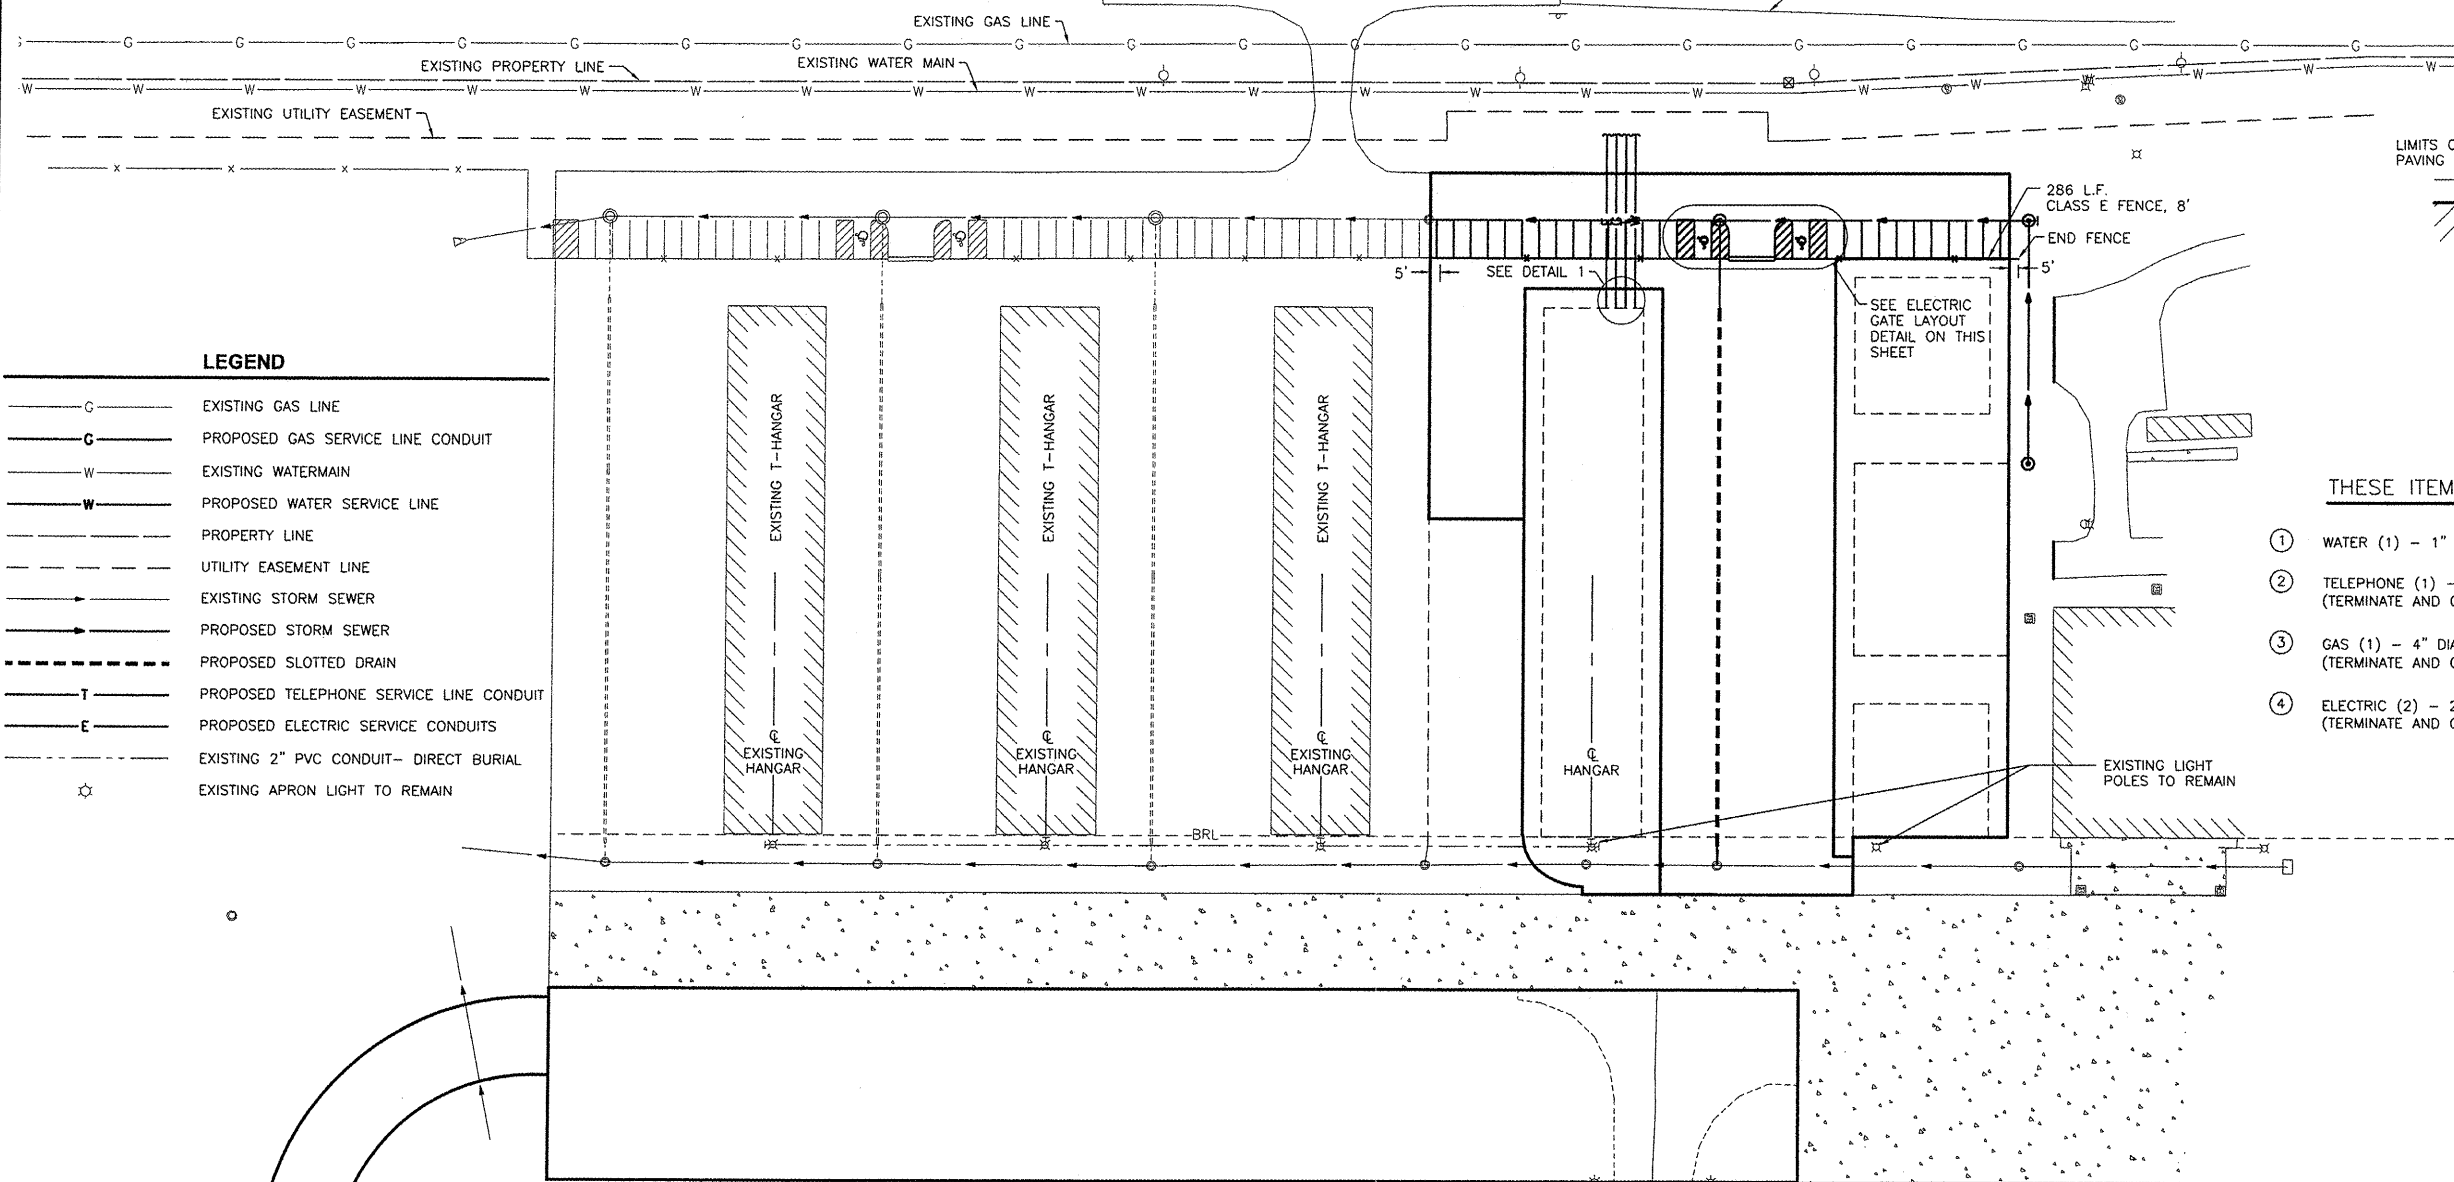 EXISTING GAS LINE
EXISTING PROPERTY LINE
EXISTING WATER MAIN
EXISTING UTILITY EASEMENT
LIMITS
PAVING
286 L.F.
CLASS E FENCE, 8'
END FENCE
5'
SEE DETAIL 1
5'
SEE ELECTRIC
GATE LAYOUT
DETAIL ON THIS
SHEET
LEGEND
G EXISTING GAS LINE
G PROPOSED GAS SERVICE LINE CONDUIT
W EXISTING WATERMAIN
W PROPOSED WATER SERVICE LINE
PROPERTY LINE
UTILITY EASEMENT LINE
EXISTING STORM SEWER
PROPOSED STORM SEWER
PROPOSED SLOTTED DRAIN
T PROPOSED TELEPHONE SERVICE LINE CONDUIT
E PROPOSED ELECTRIC SERVICE CONDUITS
EXISTING 2" PVC CONDUIT- DIRECT BURIAL
EXISTING APRON LIGHT TO REMAIN
EXISTING T-HANGAR
EXISTING T-HANGAR
EXISTING T-HANGAR
℄
EXISTING
HANGAR
℄
EXISTING
HANGAR
℄
EXISTING
HANGAR
℄
HANGAR
BRL
EXISTING LIGHT
POLES TO REMAIN
THESE ITEM
1 WATER (1) - 1"
2 TELEPHONE (1) -
(TERMINATE AND
3 GAS (1) - 4" DIA
(TERMINATE AND
4 ELECTRIC (2) - 2
(TERMINATE AND